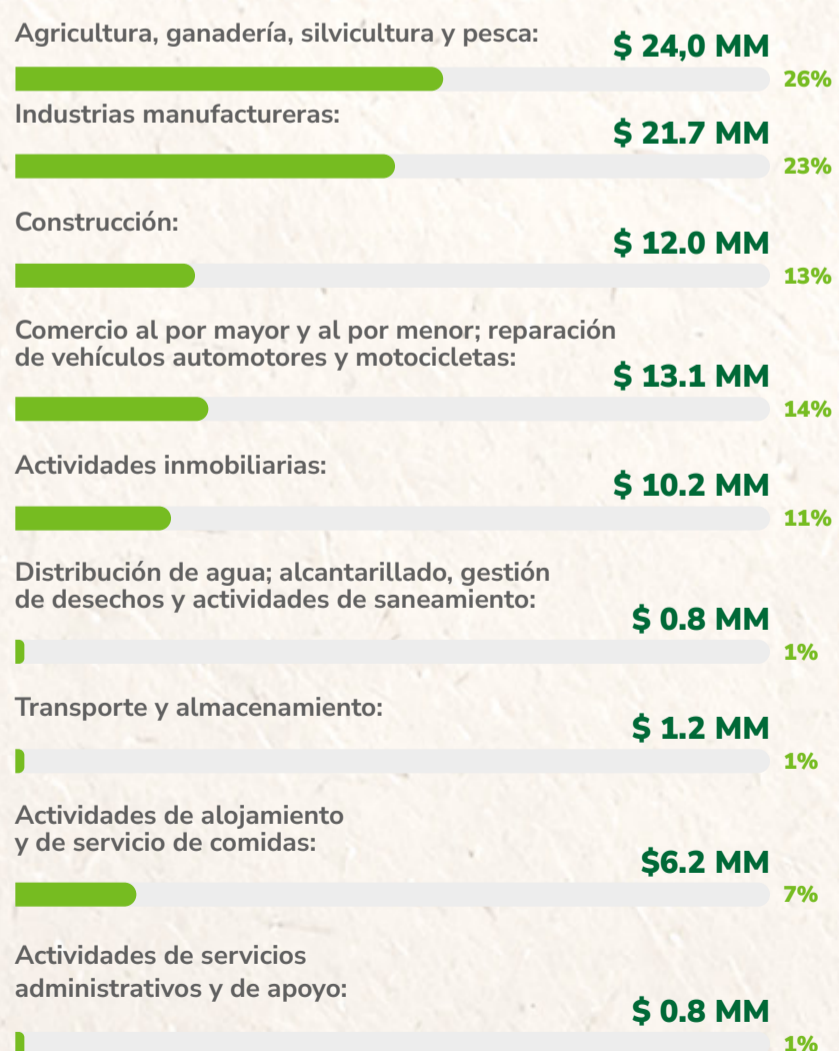 Agricultura, ganadería, silvicultura y pesca:
$ 24,0 MM
26%
Industrias manufactureras:
$ 21.7 MM
23%
Construcción:
$ 12.0 MM
13%
Comercio al por mayor y al por menor; reparación
de vehículos automotores y motocicletas:
$ 13.1 MM
14%
Actividades inmobiliarias:
$ 10.2 MM
11%
Distribución de agua; alcantarillado, gestión
de desechos y actividades de saneamiento:
$ 0.8 MM
1%
Transporte y almacenamiento:
$ 1.2 MM
1%
Actividades de alojamiento
y de servicio de comidas:
$6.2 MM
7%
Actividades de servicios
administrativos y de apoyo:
$ 0.8 MM
1%